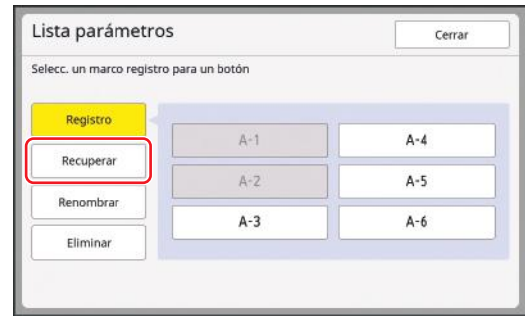 Lista parámetros
Cerrar
Selecc. un marco registro para un botón
Registro
Recuperar
Renombrar
Eliminar
A-1
A-4
A-2
A-5
A-3
A-6